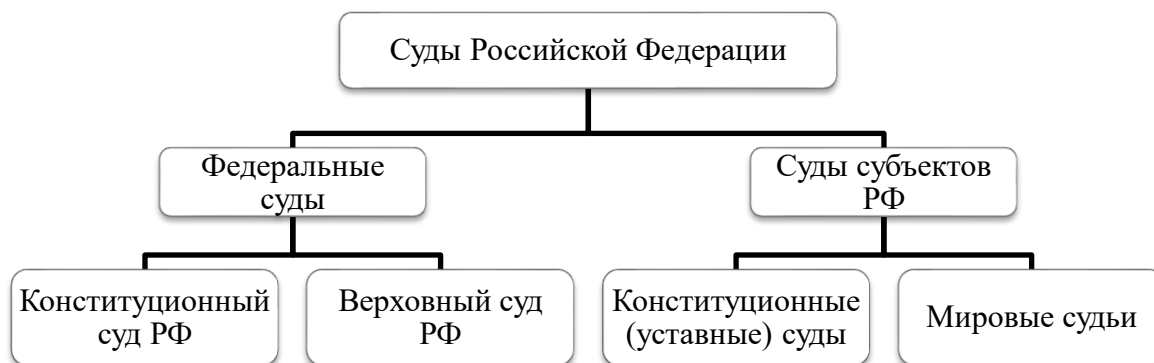 Суды Российской Федерации
Федеральные
суды
Суды субъектов
РФ
Конституционный
суд РФ
Верховный суд
РФ
Конституционные
(уставные) суды
Мировые судьи